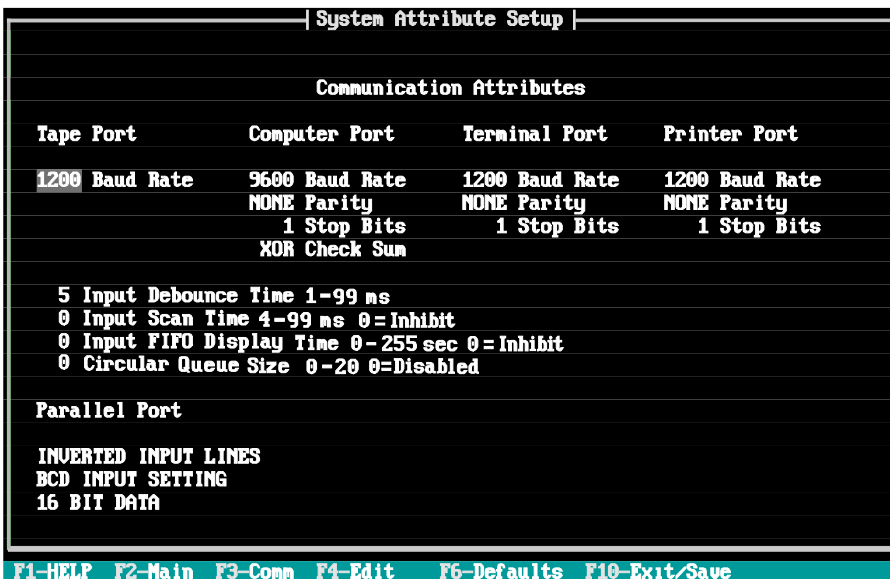 System Attribute Setup
Communication Attributes
Tape Port Computer Port Terminal Port Printer Port
1200 Baud Rate 9600 Baud Rate 1200 Baud Rate 1200 Baud Rate
NONE Parity NONE Parity NONE Parity
1 Stop Bits 1 Stop Bits 1 Stop Bits
XOR Check Sum
5 Input Debounce Time 1-99 ms
0 Input Scan Time 4-99 ms 0=Inhibit
0 Input FIFO Display Time 0-255 sec 0=Inhibit
0 Circular Queue Size 0-20 0=Disabled
Parallel Port
INVERTED INPUT LINES
BCD INPUT SETTING
16 BIT DATA
F1-HELP F2-Main F3-Comm F4-Edit F6-Defaults F10-Exit/Save